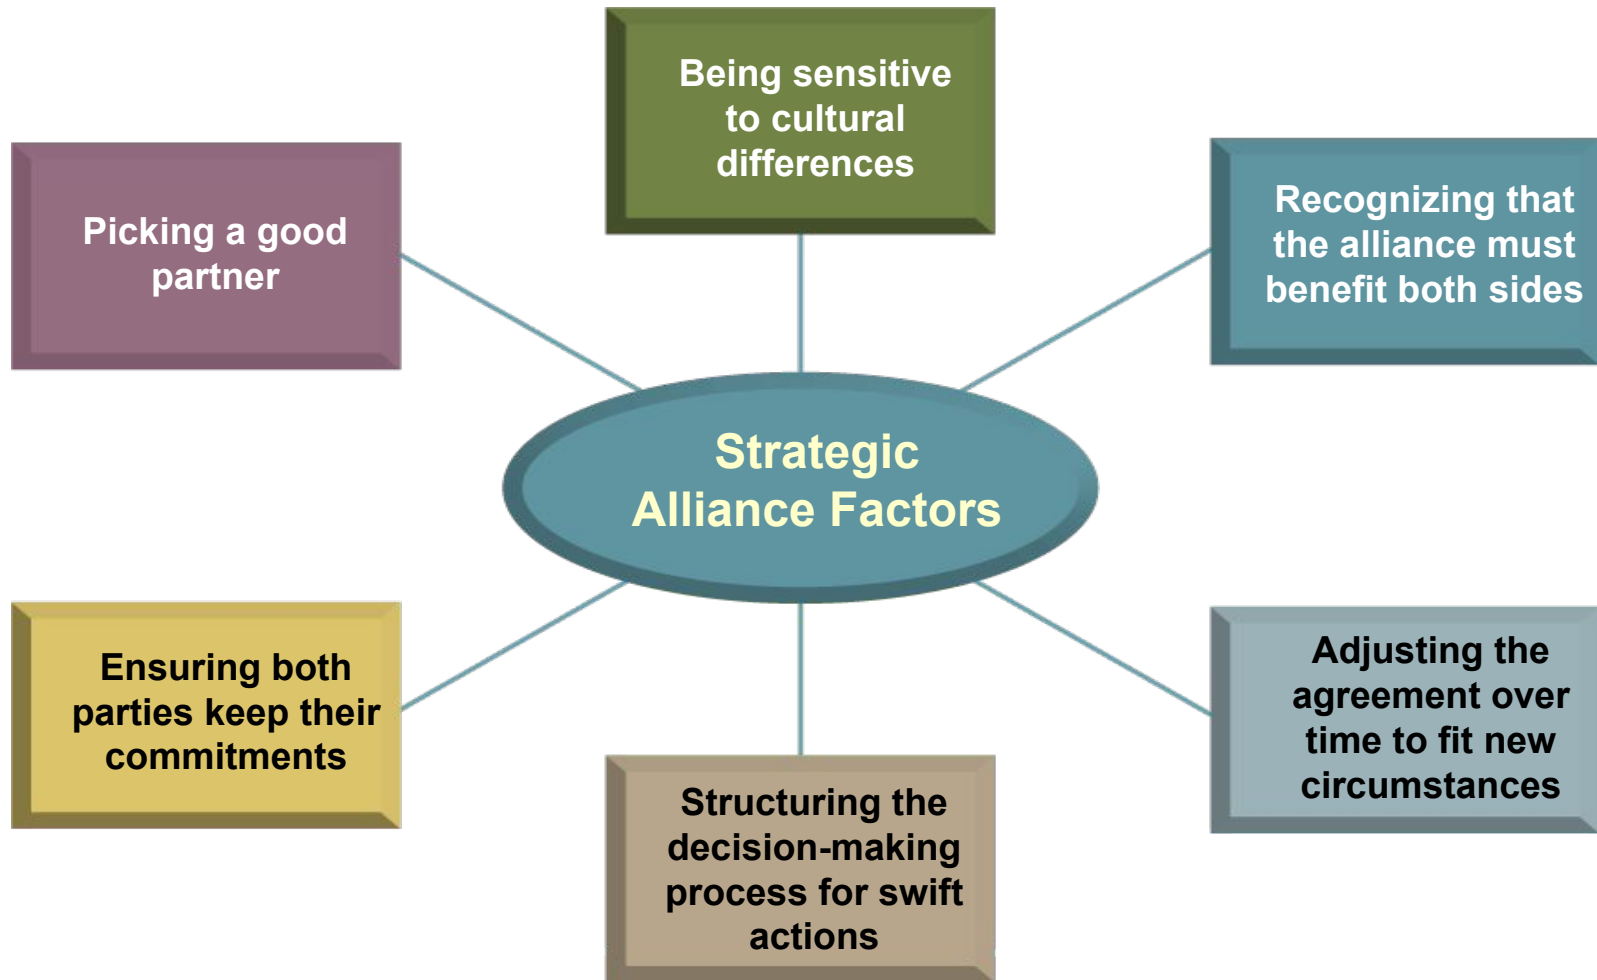 Being sensitive
to cultural
differences
Picking a good
partner
Recognizing that
the alliance must
benefit both sides
Strategic
Alliance Factors
Ensuring both
parties keep their
commitments
Structuring the
decision-making
process for swift
actions
Adjusting the
agreement over
time to fit new
circumstances